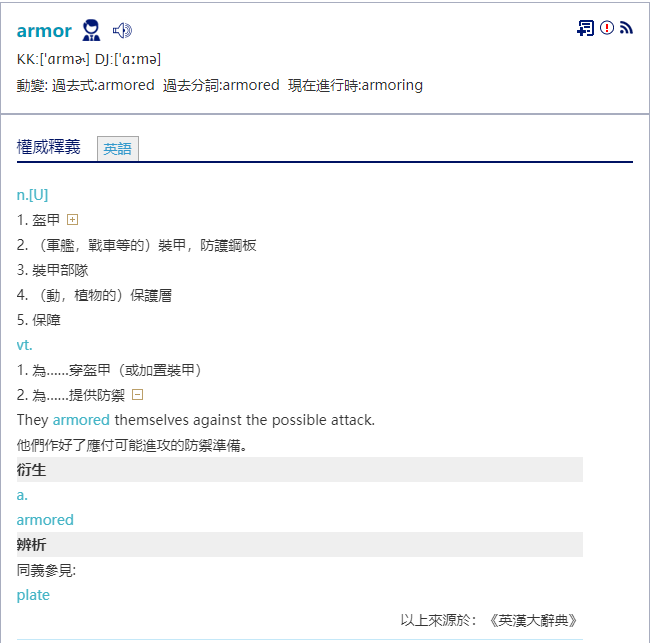 armor
KK:[ˈɑrmɚ] DJ:[ˈɑːmə]
動變: 過去式:armored 過去分詞:armored 現在進行時:armoring
權威釋義 英語
n.[U]
1. 盔甲
2. （軍艦，戰車等的）裝甲，防護鋼板
3. 裝甲部隊
4. （動，植物的）保護層
5. 保障
vt.
1. 為......穿盔甲（或加置裝甲）
2. 為......提供防禦
They armored themselves against the possible attack.
他們作好了應付可能進攻的防禦準備。
衍生
a.
armored
辨析
同義參見:
plate
以上來源於：《英漢大辭典》